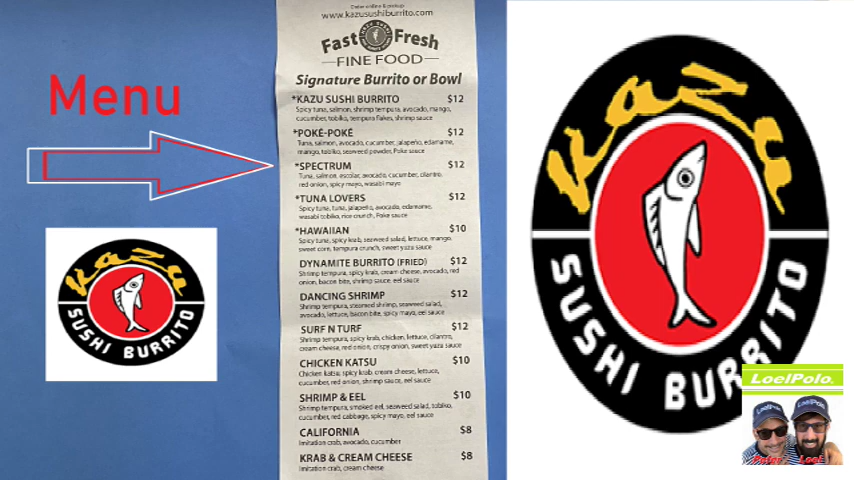 Order online & pickup
www.kazusushiburrito.com
Fast Fresh
FINE FOOD
Signature Burrito or Bowl
*KAZU SUSHI BURRITO $12
Spicy tuna, salmon, shrimp tempura, avocado, mango,
cucumber, tobiko, tempura flakes, shrimp sauce
*POKÉ-POKÉ $12
Tuna, salmon, avocado, cucumber, jalapeño, edamame,
mango, tobiko, seaweed powder, Poke sauce
*SPECTRUM $12
Tuna, salmon, escolar, avocado, cucumber, cilantro,
red onion, spicy mayo, wasabi mayo
*TUNA LOVERS $12
Spicy tuna, tuna, jalapeño, avocado, edamame,
wasabi tobiko, rice crunch, Poke sauce
*HAWAIIAN $10
Spicy tuna, spicy krab, seaweed salad, lettuce, mango,
sweet corn, tempura crunch, sweet yuzu sauce
DYNAMITE BURRITO (FRIED) $12
Shrimp tempura, spicy krab, cream cheese, avocado, red
onion, bacon bite, shrimp sauce, eel sauce
DANCING SHRIMP $12
Shrimp tempura, steamed shrimp, seaweed salad,
avocado, lettuce, bacon bite, spicy mayo, eel sauce
SURF N TURF $12
Shrimp tempura, spicy krab, chicken, lettuce, cilantro,
cream cheese, red onion, crispy onion, sweet yuzu sauce
CHICKEN KATSU $10
Chicken katsu, spicy krab, cream cheese, lettuce,
cucumber, red onion, shrimp sauce, eel sauce
SHRIMP & EEL $10
Shrimp tempura, smoked eel, seaweed salad, tobiko,
cucumber, red cabbage, spicy mayo, eel sauce
CALIFORNIA $8
Imitation crab, avocado, cucumber
KRAB & CREAM CHEESE $8
Imitation crab, cream cheese
Menu
kazu
SUSHI BURRITO
kazu
SUSHI BURRITO
LoelPolo.
LoelPolo
LoelPolo
Peter
Loel